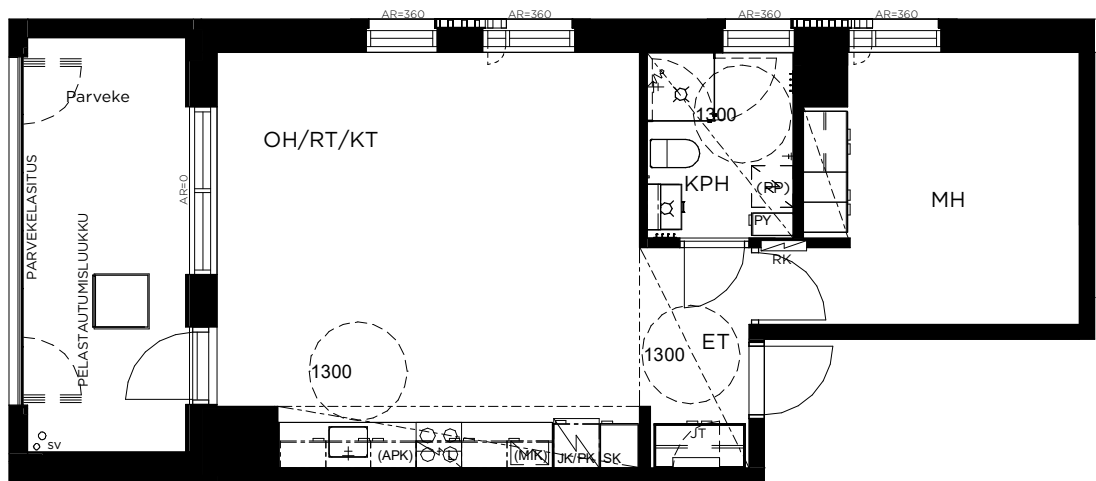 AR=360
AR=360
AR=360
AR=360
Parveke
OH/RT/KT
1300
KPH
(RP)
PY
MH
AR=0
PARVEKELASITUS
PELASTAUTUMISLUUKKU
RK
ET
1300
1300
SV
(APK)
L
(MIK)
JK/PK
SK
JT